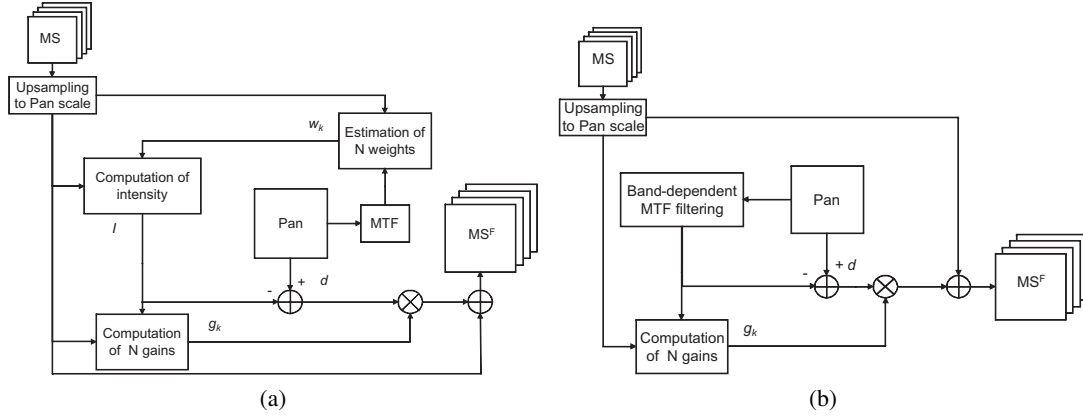 MS
Upsampling
to Pan scale
w_k
Estimation of
N weights
Computation of
intensity
I
Pan
MTF
MS^F
-
+
d
Computation
of N gains
g_k
(a)
MS
Upsampling
to Pan scale
Band-dependent
MTF filtering
Pan
-
+ d
MS^F
Computation
of N gains
g_k
(b)